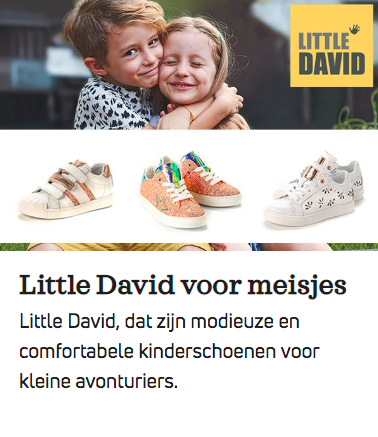 LITTLE
DAVID
Little David voor meisjes
Little David, dat zijn modieuze en
comfortabele kinderschoenen voor
kleine avonturiers.